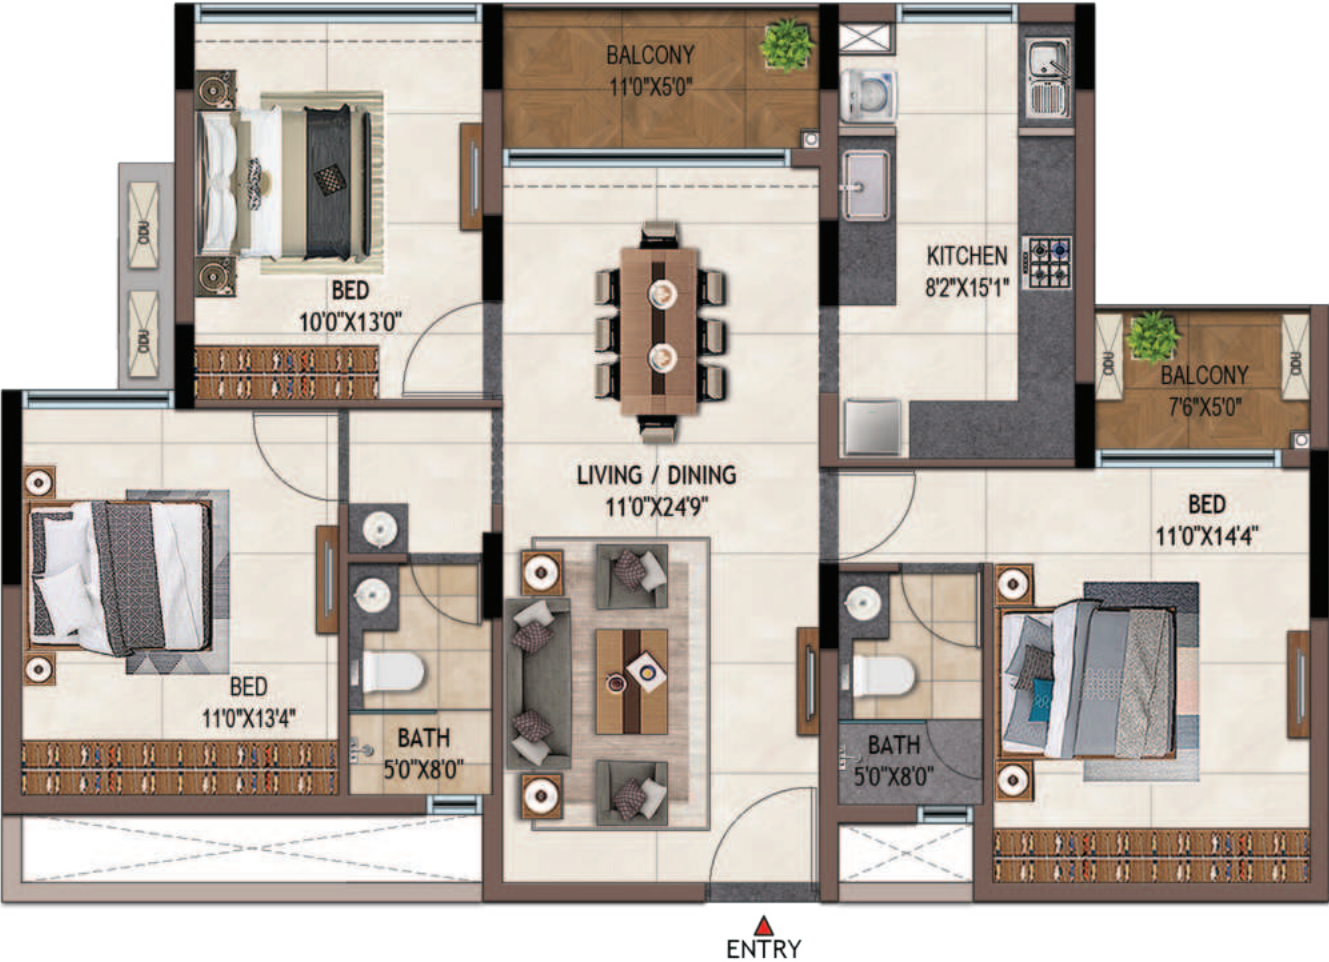 BALCONY
11'0"X5'0"
KITCHEN
8'2"X15'1"
BED
10'0"X13'0"
ODU
ODU
ODU
ODU
BALCONY
7'6"X5'0"
LIVING / DINING
11'0"X24'9"
BED
11'0"X14'4"
BED
11'0"X13'4"
BATH
5'0"X8'0"
BATH
5'0"X8'0"
ENTRY